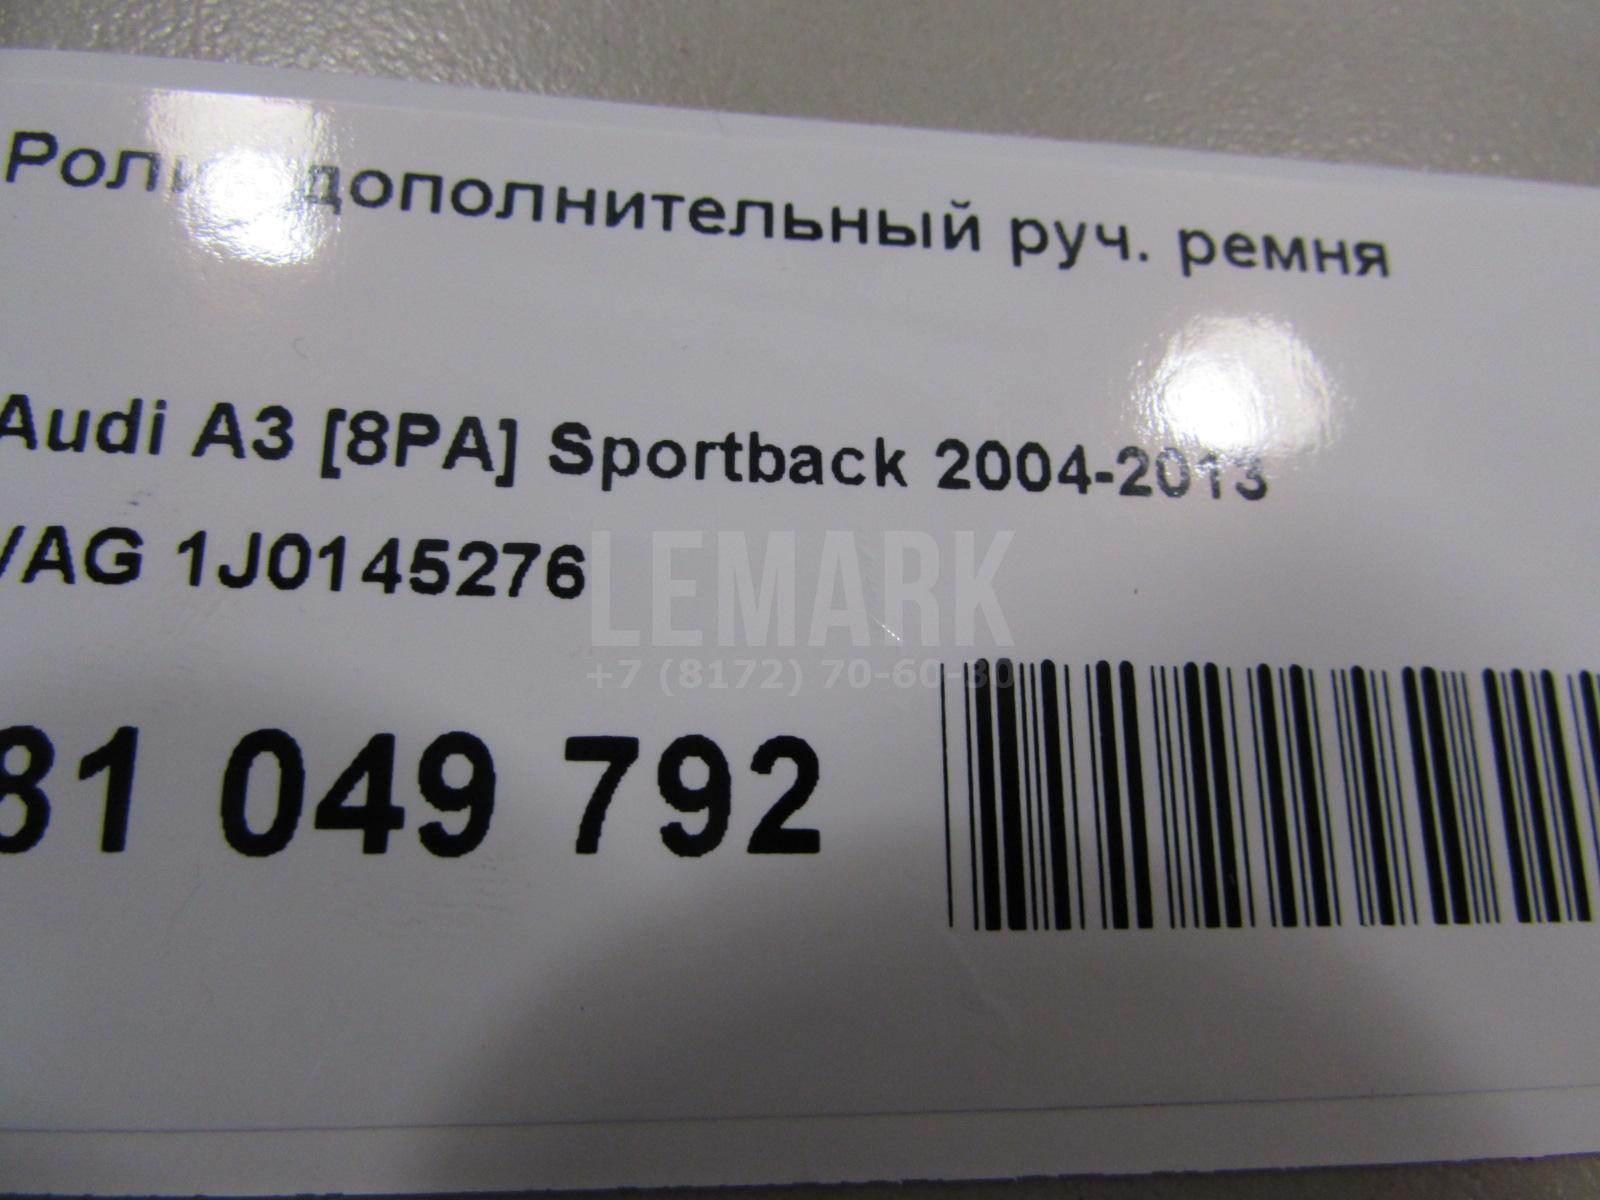 Ролик дополнительный руч. ремня
Audi A3 [8PA] Sportback 2004-2013
VAG 1J0145276
LEMARK
+7 (8172) 70-60-30
81 049 792